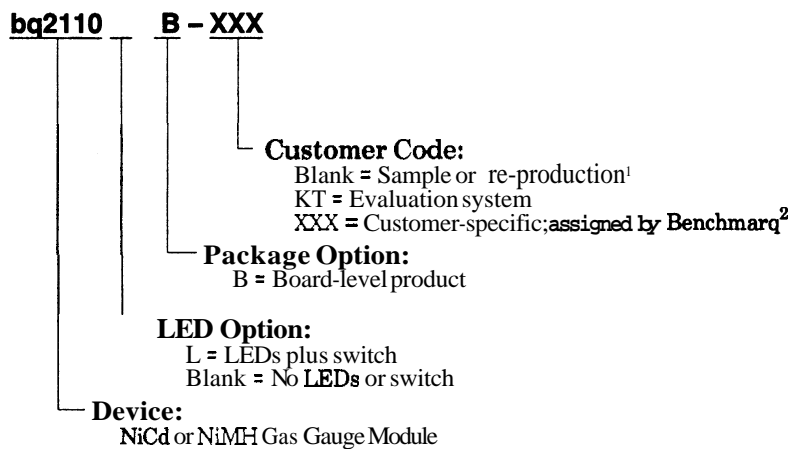 bq2110 _ B – XXX
Customer Code:
Blank = Sample or re-production¹
KT = Evaluation system
XXX = Customer-specific; assigned by Benchmarq²
Package Option:
B = Board-level product
LED Option:
L = LEDs plus switch
Blank = No LEDs or switch
Device:
NiCd or NiMH Gas Gauge Module